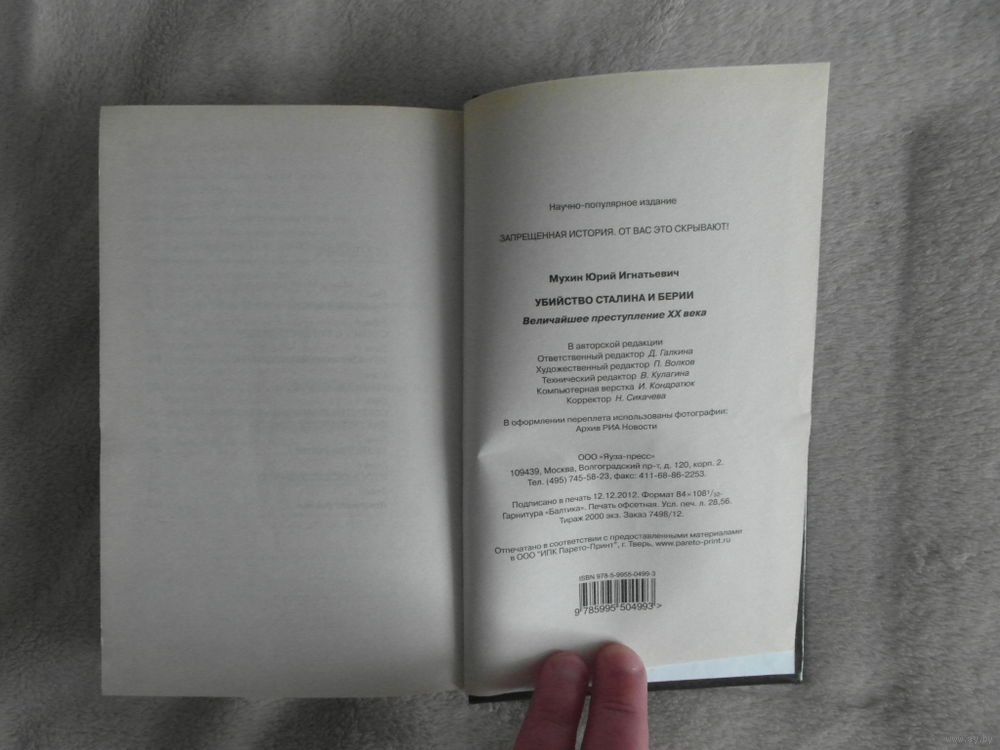 Научно-популярное издание
ЗАПРЕЩЕННАЯ ИСТОРИЯ. ОТ ВАС ЭТО СКРЫВАЮТ!
Мухин Юрий Игнатьевич
УБИЙСТВО СТАЛИНА И БЕРИИ
Величайшее преступление XX века
В авторской редакции
Ответственный редактор Д. Галкина
Художественный редактор П. Волков
Технический редактор В. Кулагина
Компьютерная верстка И. Кондратюк
Корректор Н. Сикачева
В оформлении переплета использованы фотографии:
Архив РИА Новости
ООО «Яуза-пресс»
109439, Москва, Волгоградский пр-т, д. 120, корп. 2.
Тел. (495) 745-58-23, факс: 411-68-86-2253.
Подписано в печать 12.12.2012. Формат 84×108¹/₃₂.
Гарнитура «Балтика». Печать офсетная. Усл. печ. л. 28,56.
Тираж 2000 экз. Заказ 7498/12.
Отпечатано в соответствии с предоставленными материалами
в ООО "ИПК Парето-Принт", г. Тверь, www.pareto-print.ru
ISBN 978-5-9955-0499-3
9 785995 504993 >
www.ay.by